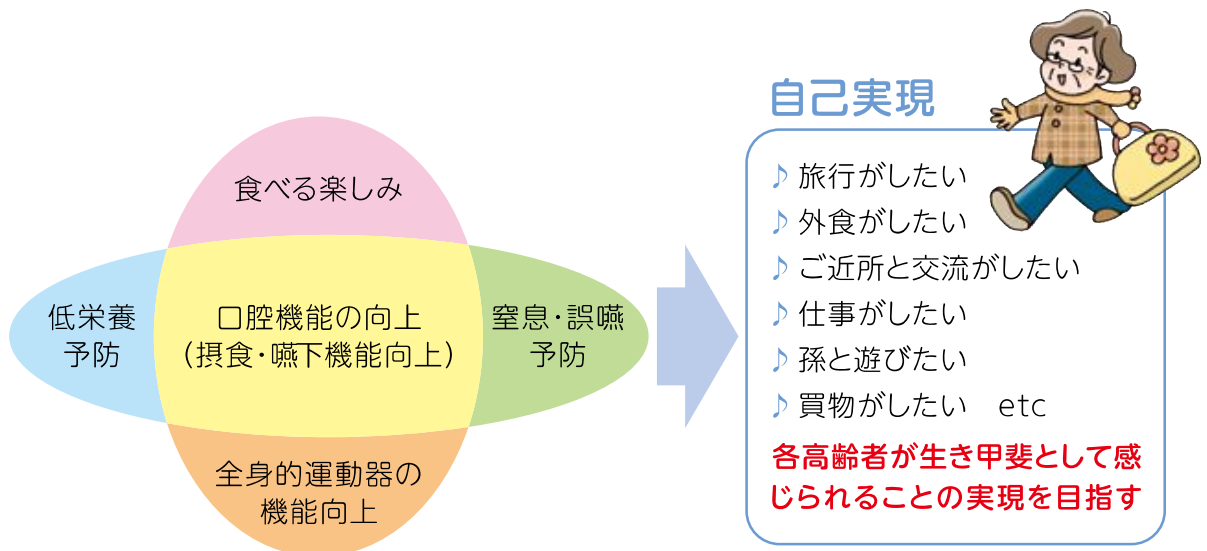 食べる楽しみ
低栄養
予防
口腔機能の向上
（摂食・嚥下機能向上）
窒息・誤嚥
予防
全身的運動器の
機能向上
自己実現
♪ 旅行がしたい
♪ 外食がしたい
♪ ご近所と交流がしたい
♪ 仕事がしたい
♪ 孫と遊びたい
♪ 買物がしたい　etc
各高齢者が生き甲斐として感
じられることの実現を目指す